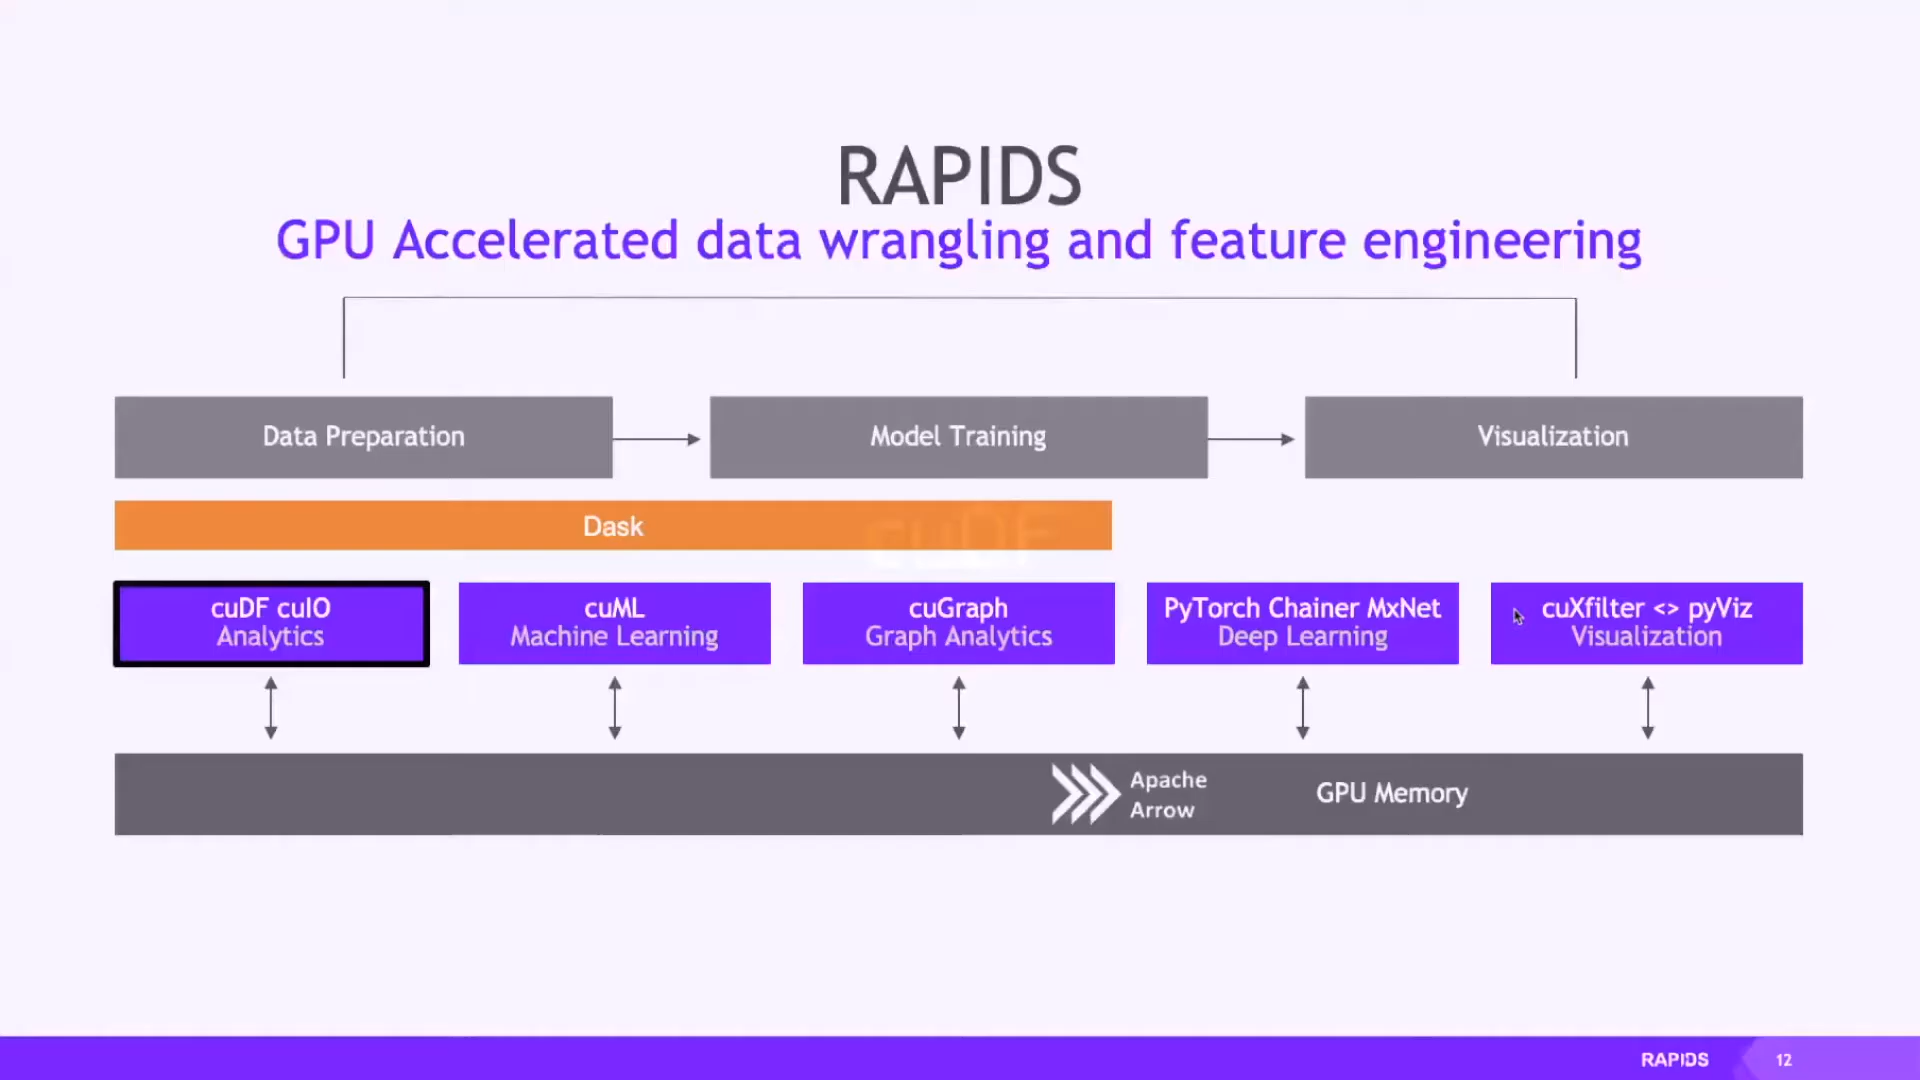 RAPIDS
GPU Accelerated data wrangling and feature engineering
Data Preparation
Model Training
Visualization
Dask
cuDF
cuDF cuIO
Analytics
cuML
Machine Learning
cuGraph
Graph Analytics
PyTorch Chainer MxNet
Deep Learning
cuXfilter <> pyViz
Visualization
Apache
Arrow
GPU Memory
RAPIDS
12